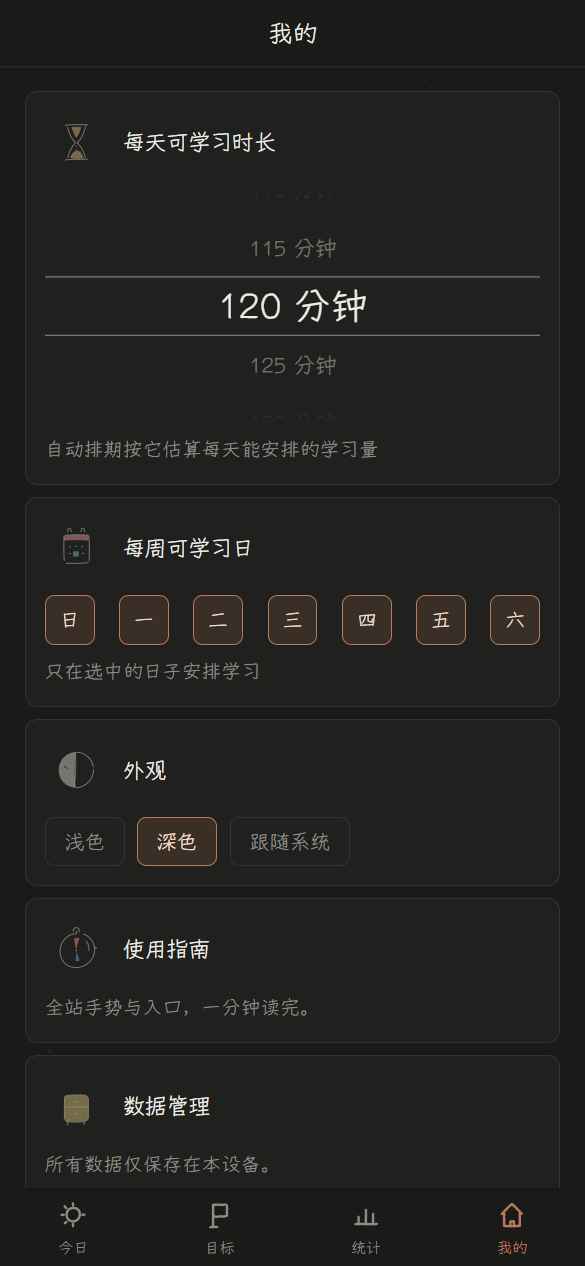 我的
每天可学习时长
115 分钟
120 分钟
125 分钟
自动排期按它估算每天能安排的学习量
每周可学习日
日 一 二 三 四 五 六
只在选中的日子安排学习
外观
浅色 深色 跟随系统
使用指南
全站手势与入口，一分钟读完。
数据管理
所有数据仅保存在本设备。
今日 目标 统计 我的